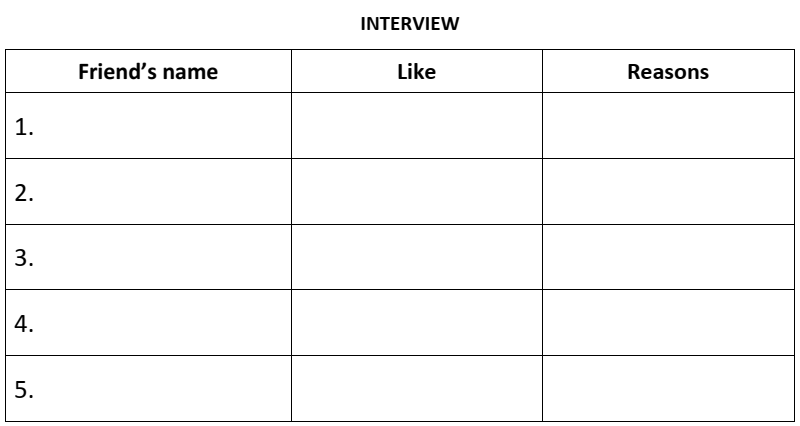 INTERVIEW
Friend’s name Like Reasons
1.
2.
3.
4.
5.